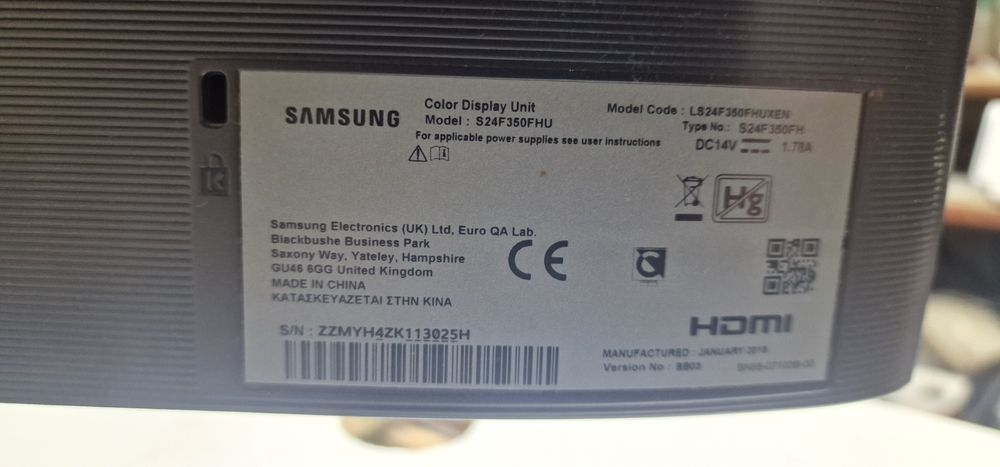 SAMSUNG
Color Display Unit
Model : S24F350FHU
For applicable power supplies see user instructions
Model Code : LS24F350FHUXEN
Type No.: S24F350FH
DC14V 1.78A
Hg
Samsung Electronics (UK) Ltd, Euro QA Lab.
Blackbushe Business Park
Saxony Way, Yateley, Hampshire
GU46 6GG United Kingdom
MADE IN CHINA
ΚΑΤΑΣΚΕΥΑΖΕΤΑΙ ΣΤΗΝ ΚΙΝΑ
CE
HDMI
S/N : ZZMYH4ZK113025H
MANUFACTURED : JANUARY
Version No : BB03